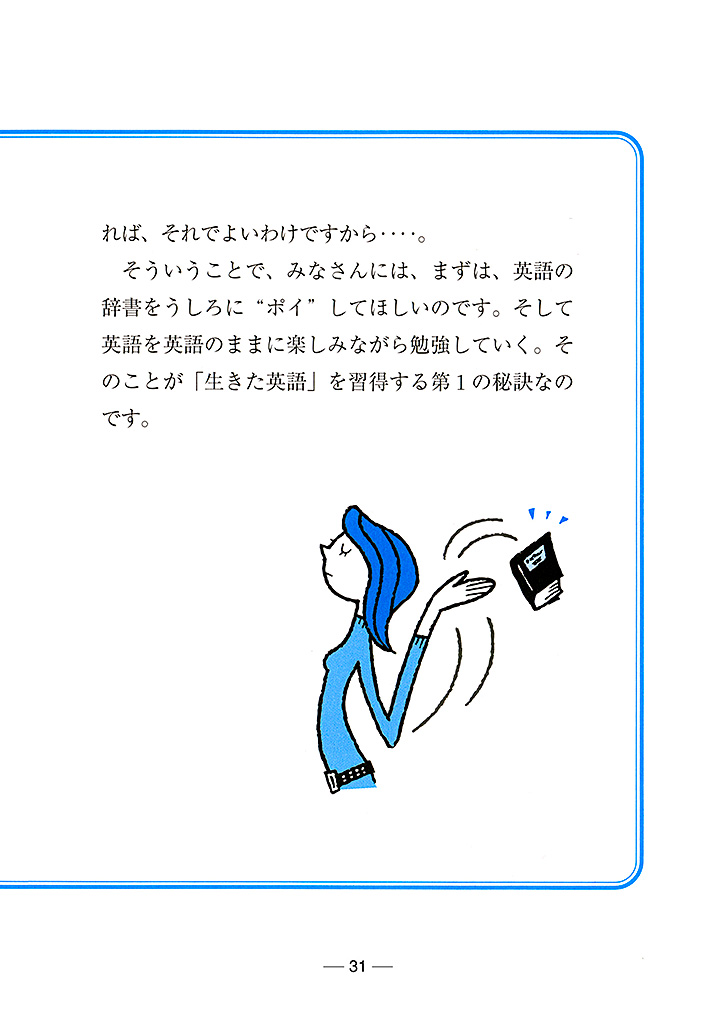 れば、それでよいわけですから‥‥。
　そういうことで、みなさんには、まずは、英語の
辞書をうしろに“ポイ”してほしいのです。そして
英語を英語のままに楽しみながら勉強していく。そ
のことが「生きた英語」を習得する第１の秘訣なの
です。
— 31 —